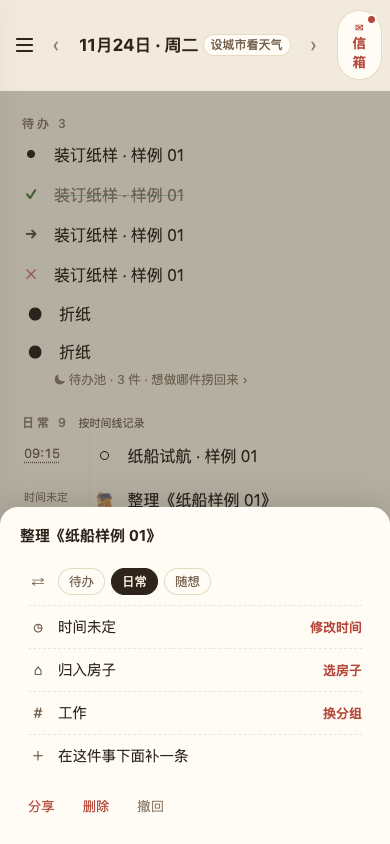 11月24日 · 周二
设城市看天气
信箱
待办 3
装订纸样 · 样例 01
装订纸样 · 样例 01
装订纸样 · 样例 01
装订纸样 · 样例 01
折纸
折纸
待办池 · 3 件 · 想做哪件捞回来 ›
日常 9 按时间线记录
09:15 纸船试航 · 样例 01
时间未定 整理《纸船样例 01》
整理《纸船样例 01》
待办 日常 随想
时间未定 修改时间
归入房子 选房子
# 工作 换分组
在这件事下面补一条
分享 删除 撤回